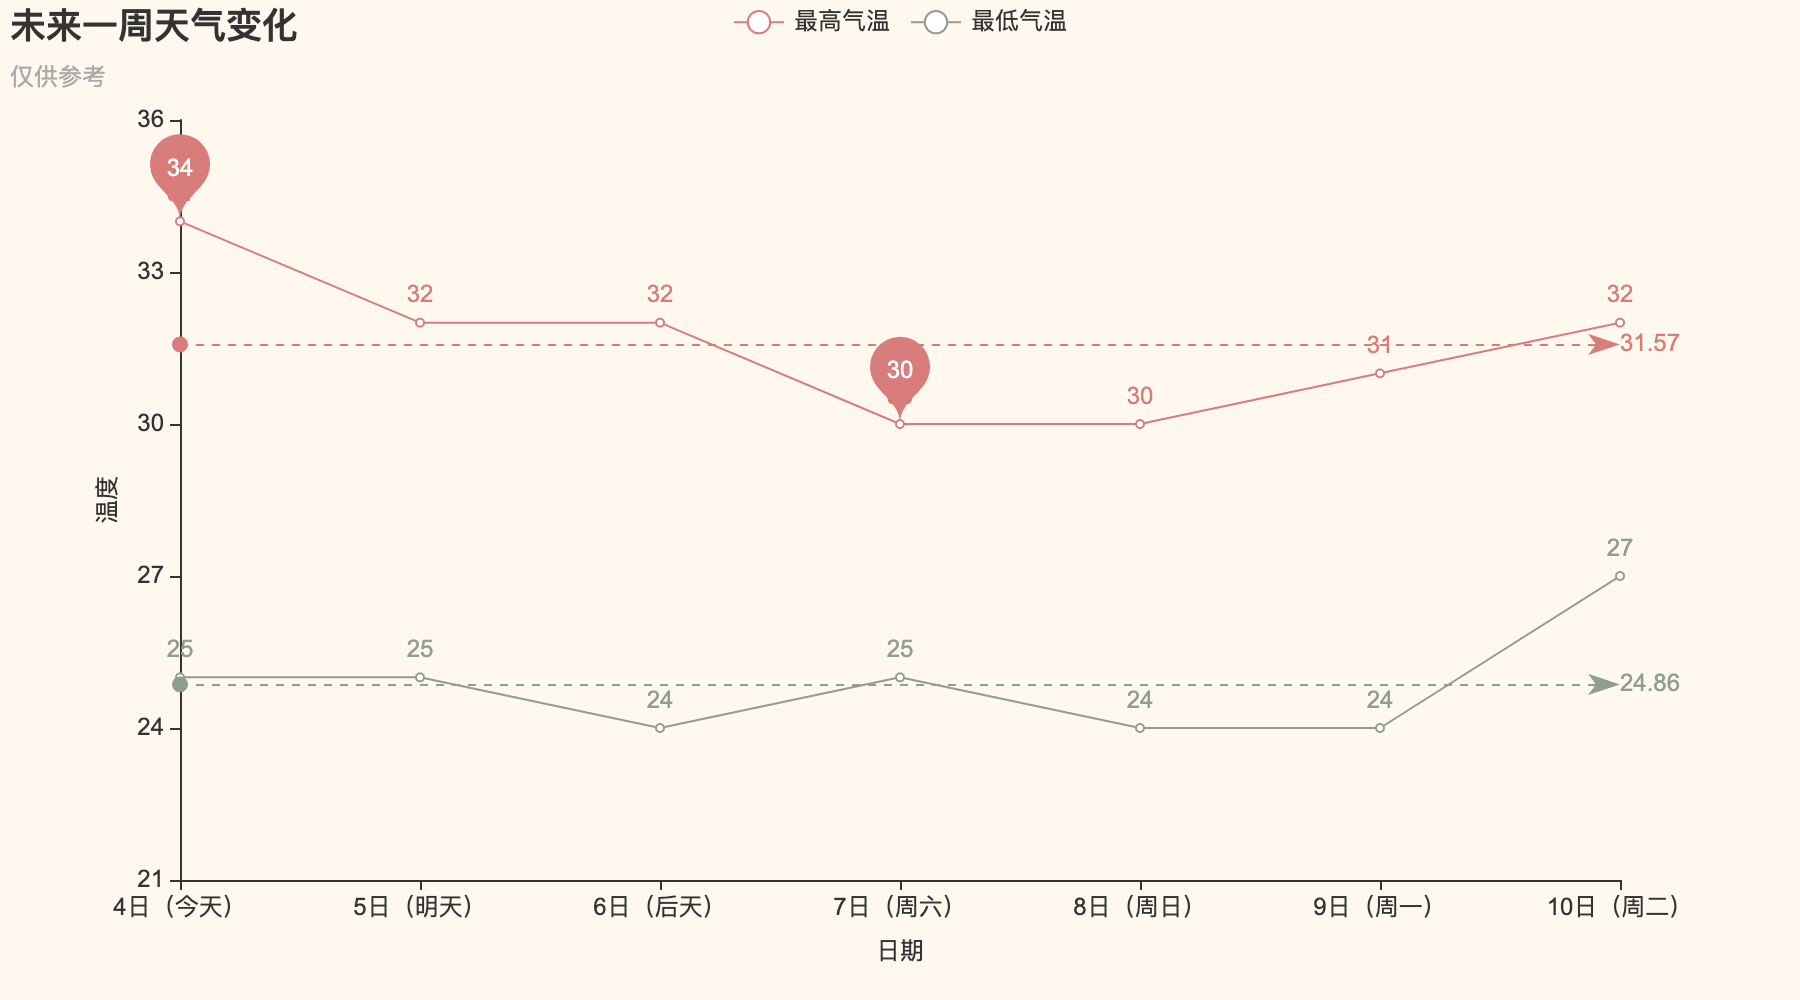 未来一周天气变化
仅供参考
最高气温 最低气温
36
33
30
27
24
21
温度
34
32
32
30
30
31
32
31.57
25
25
24
25
24
24
27
24.86
4日（今天）
5日（明天）
6日（后天）
7日（周六）
8日（周日）
9日（周一）
10日（周二）
日期